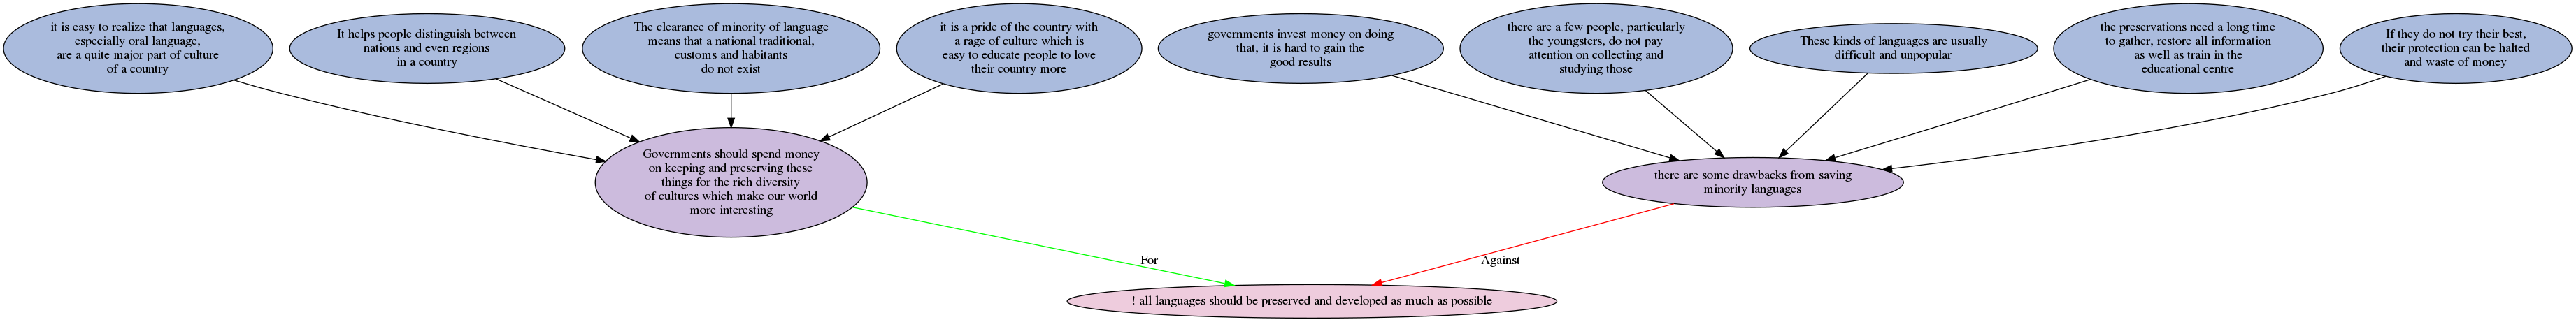 it is easy to realize that languages,
especially oral language,
are a quite major part of culture
of a country
It helps people distinguish between
nations and even regions
in a country
The clearance of minority of language
means that a national traditional,
customs and habitants
do not exist
it is a pride of the country with
a rage of culture which is
easy to educate people to love
their country more
governments invest money on doing
that, it is hard to gain the
good results
there are a few people, particularly
the youngsters, do not pay
attention on collecting and
studying those
These kinds of languages are usually
difficult and unpopular
the preservations need a long time
to gather, restore all information
as well as train in the
educational centre
If they do not try their best,
their protection can be halted
and waste of money
Governments should spend money
on keeping and preserving these
things for the rich diversity
of cultures which make our world
more interesting
there are some drawbacks from saving
minority languages
For
Against
! all languages should be preserved and developed as much as possible